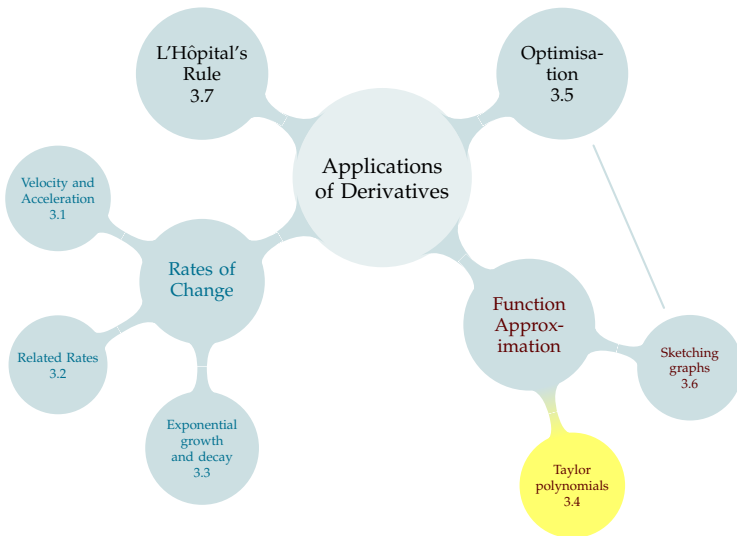 L'Hôpital's
Rule
3.7
Optimisa-
tion
3.5
Applications
of Derivatives
Velocity and
Acceleration
3.1
Rates of
Change
Related Rates
3.2
Exponential
growth
and decay
3.3
Function
Approx-
imation
Sketching
graphs
3.6
Taylor
polynomials
3.4